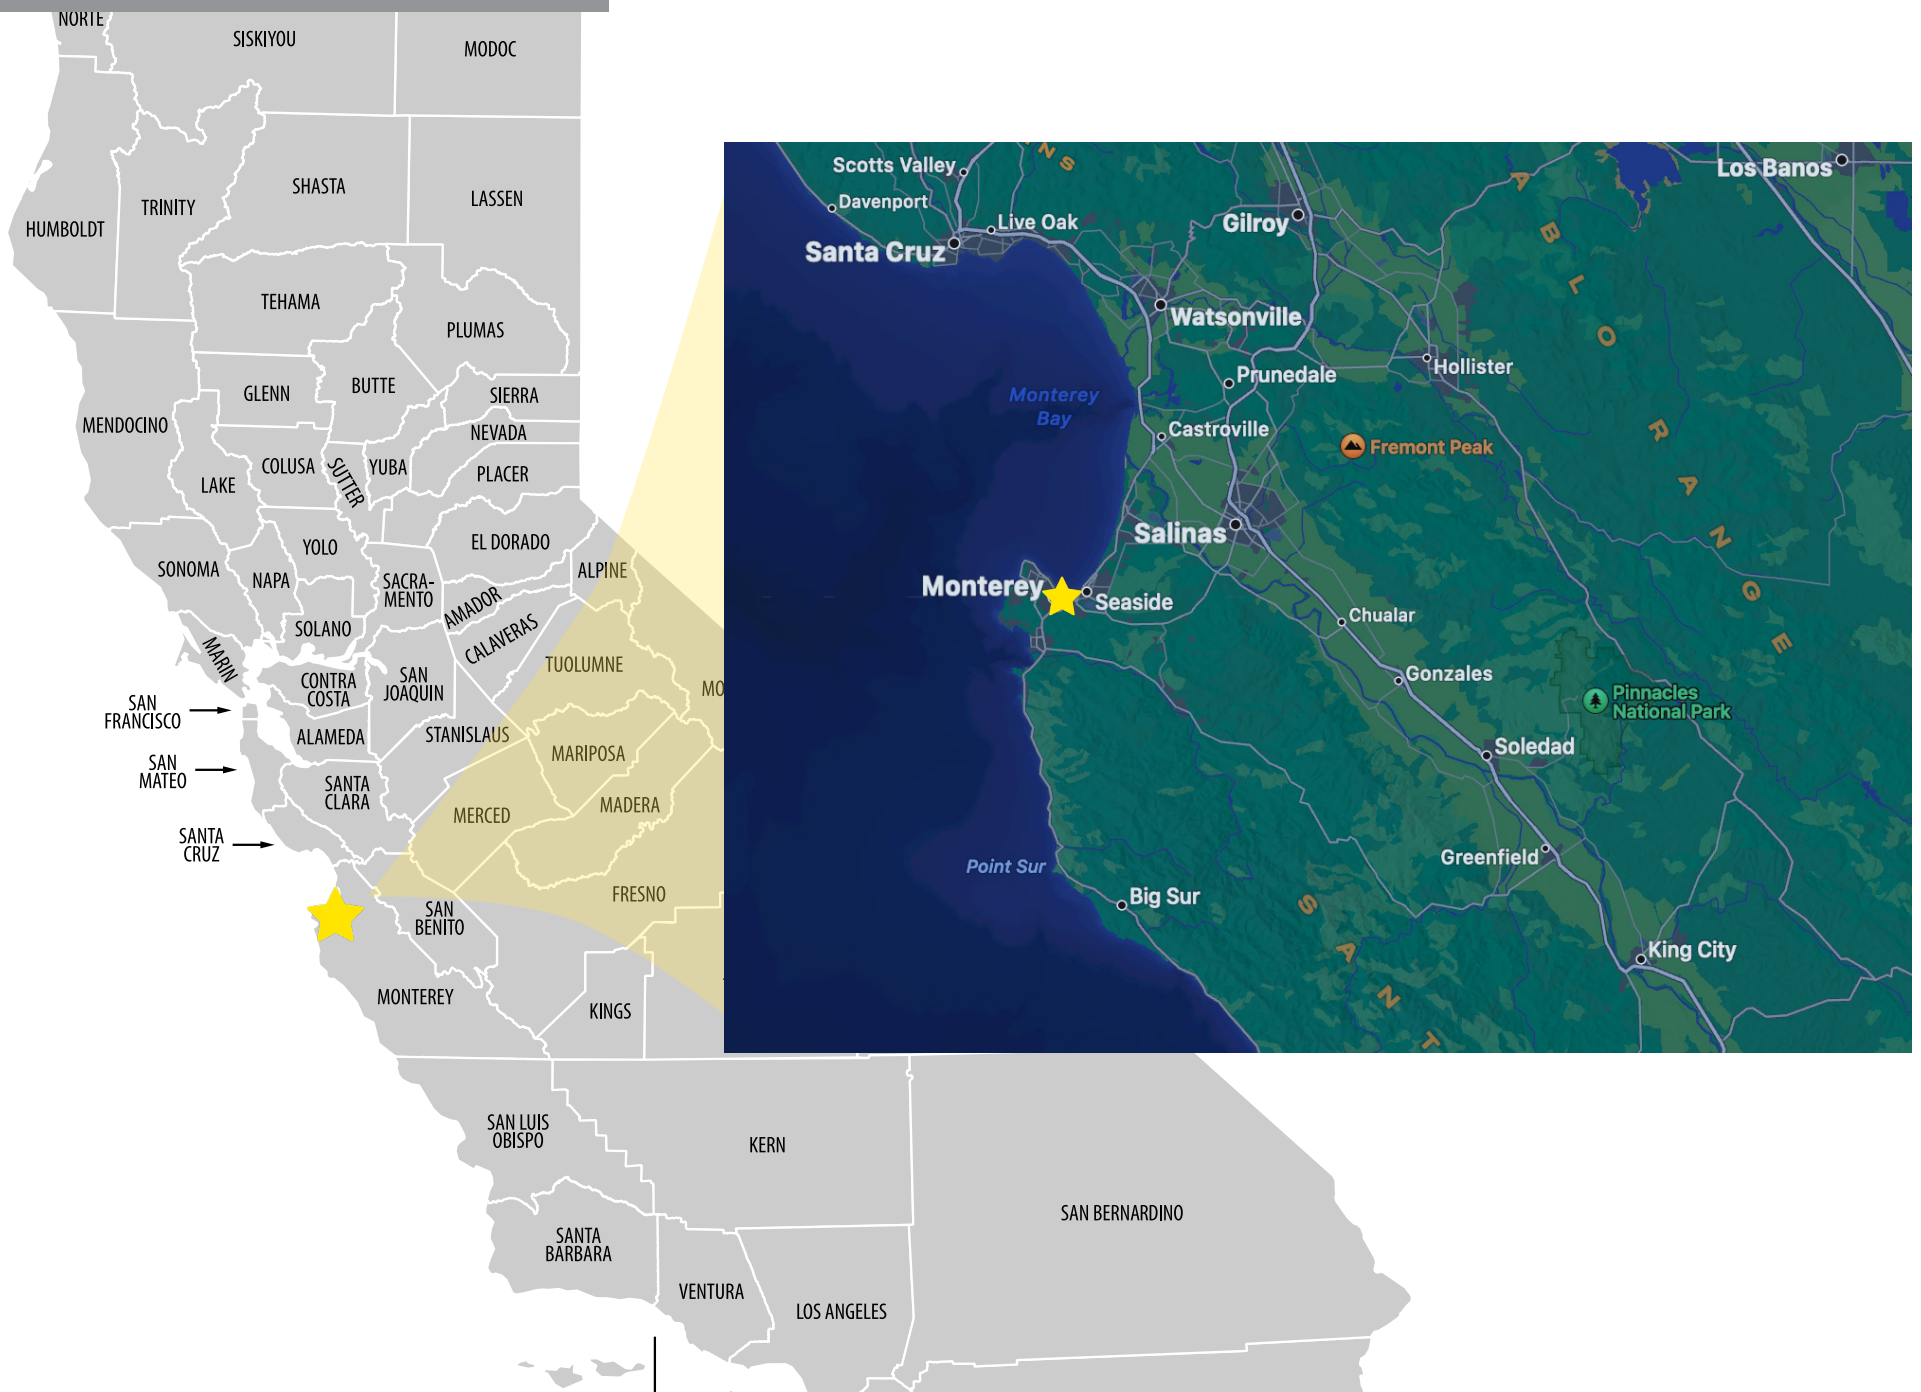 NORTE
SISKIYOU
MODOC
SHASTA
LASSEN
TRINITY
HUMBOLDT
TEHAMA
PLUMAS
GLENN
BUTTE
SIERRA
MENDOCINO
NEVADA
COLUSA
SUTTER
YUBA
PLACER
LAKE
YOLO
EL DORADO
SONOMA
NAPA
SACRA-
MENTO
ALPINE
AMADOR
SOLANO
CALAVERAS
MARIN
TUOLUMNE
CONTRA
COSTA
SAN
JOAQUIN
MO
SAN
FRANCISCO
ALAMEDA
STANISLAUS
MARIPOSA
SAN
MATEO
SANTA
CLARA
MADERA
MERCED
SANTA
CRUZ
FRESNO
SAN
BENITO
MONTEREY
KINGS
SAN LUIS
OBISPO
KERN
SAN BERNARDINO
SANTA
BARBARA
VENTURA
LOS ANGELES
N S
Scotts Valley
Los Banos
Davenport
Live Oak
Gilroy
Santa Cruz
Watsonville
Hollister
Prunedale
Monterey
Bay
Castroville
Fremont Peak
Salinas
Monterey
Seaside
Chualar
Gonzales
Pinnacles
National Park
Soledad
Greenfield
Point Sur
Big Sur
King City
A B L O R A N G E
S A N T